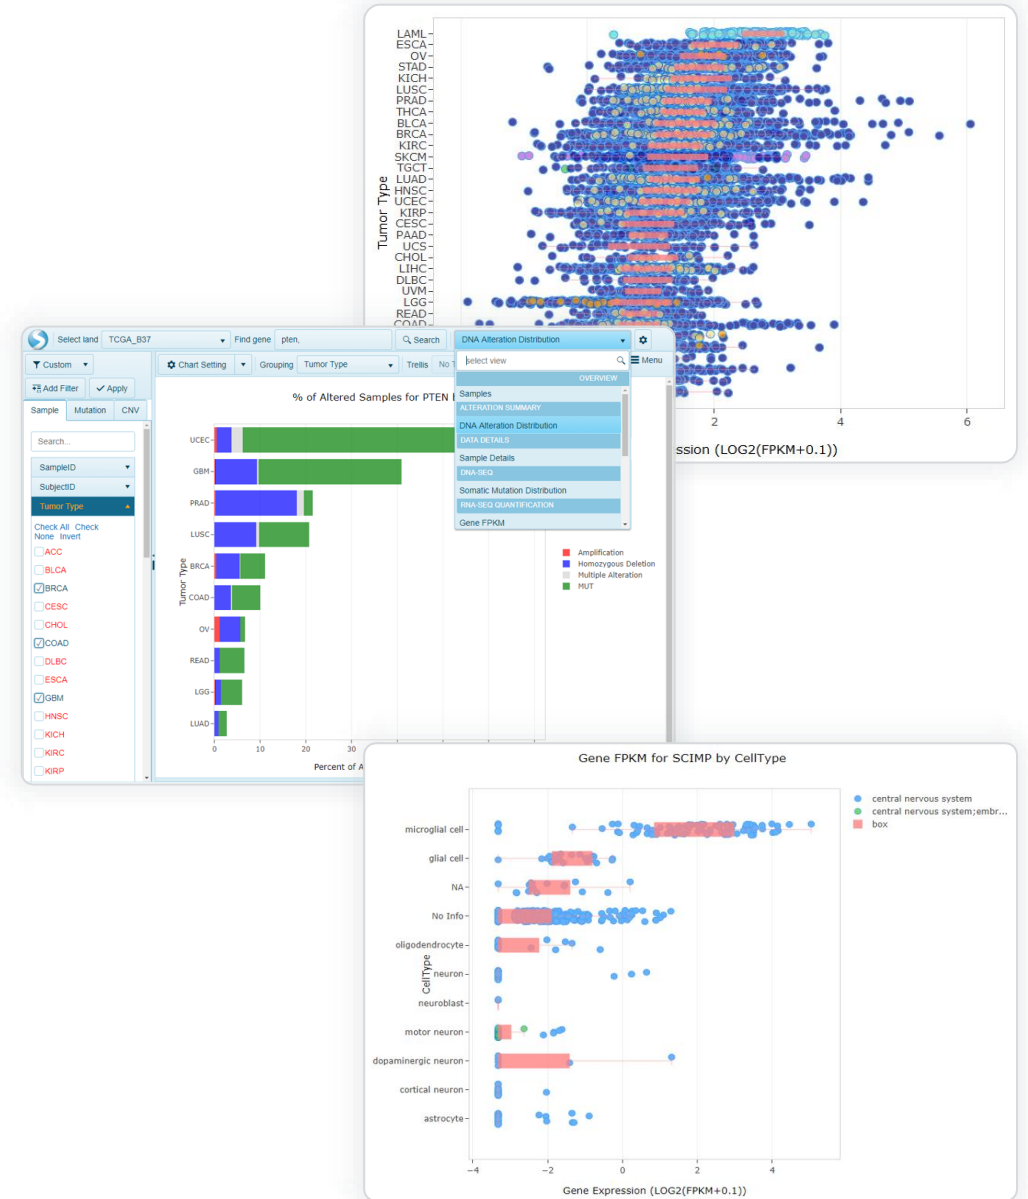 LAML
ESCA
OV
STAD
KICH
LUSC
PRAD
THCA
BLCA
BRCA
KIRC
SKCM
TGCT
LUAD
HNSC
UCEC
KIRP
CESC
PAAD
UCS
CHOL
LIHC
DLBC
UVM
LGG
READ
COAD
Tumor Type
2
4
6
ssion (LOG2(FPKM+0.1))
Select land TCGA_B37 Find gene pten, Search DNA Alteration Distribution
Custom Chart Setting Grouping Tumor Type Trellis No T Menu
Add Filter Apply
Sample Mutation CNV
Search...
SampleID
SubjectID
Tumor Type
Check All Check
None Invert
ACC
BLCA
BRCA
CESC
CHOL
COAD
DLBC
ESCA
GBM
HNSC
KICH
KIRC
KIRP
select view
OVERVIEW
Samples
ALTERATION SUMMARY
DNA Alteration Distribution
DATA DETAILS
Sample Details
DNA-SEQ
Somatic Mutation Distribution
RNA-SEQ QUANTIFICATION
Gene FPKM
% of Altered Samples for PTEN
UCEC
GBM
PRAD
LUSC
BRCA
COAD
OV
READ
LGG
LUAD
Tumor Type
0 10 20 30
Percent of A
Amplification
Homozygous Deletion
Multiple Alteration
MUT
Gene FPKM for SCIMP by CellType
central nervous system
central nervous system;embr...
box
microglial cell
glial cell
NA
No Info
oligodendrocyte
neuron
neuroblast
motor neuron
dopaminergic neuron
cortical neuron
astrocyte
CellType
−4 −2 0 2 4
Gene Expression (LOG2(FPKM+0.1))